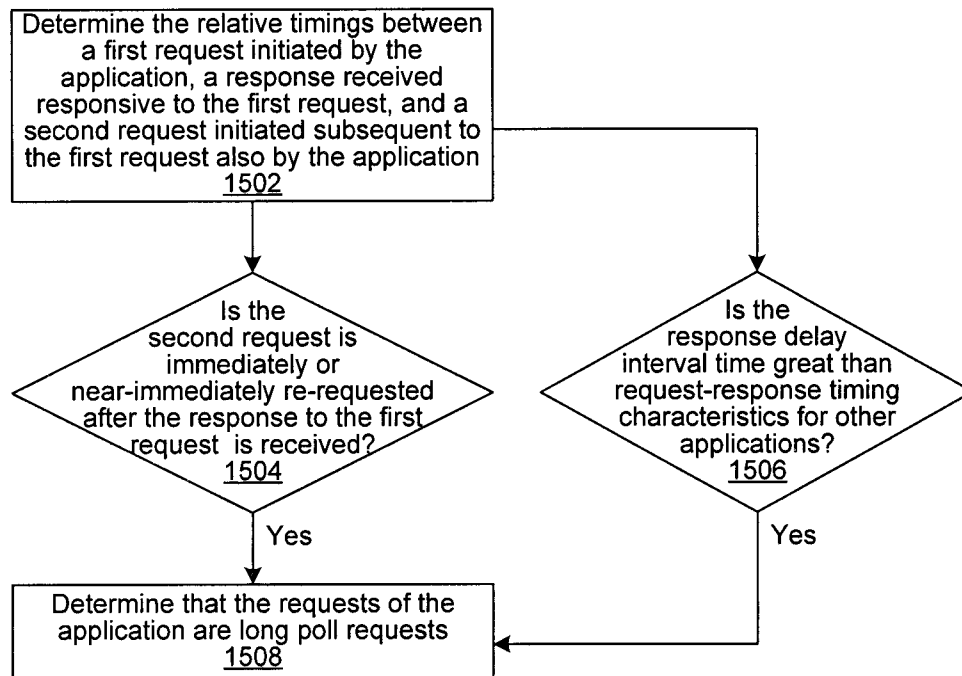 Determine the relative timings between
a first request initiated by the
application, a response received
responsive to the first request, and a
second request initiated subsequent to
the first request also by the application
1502
Is the
second request is
immediately or
near-immediately re-requested
after the response to the first
request is received?
1504
Yes
Is the
response delay
interval time great than
request-response timing
characteristics for other
applications?
1506
Yes
Determine that the requests of the
application are long poll requests
1508